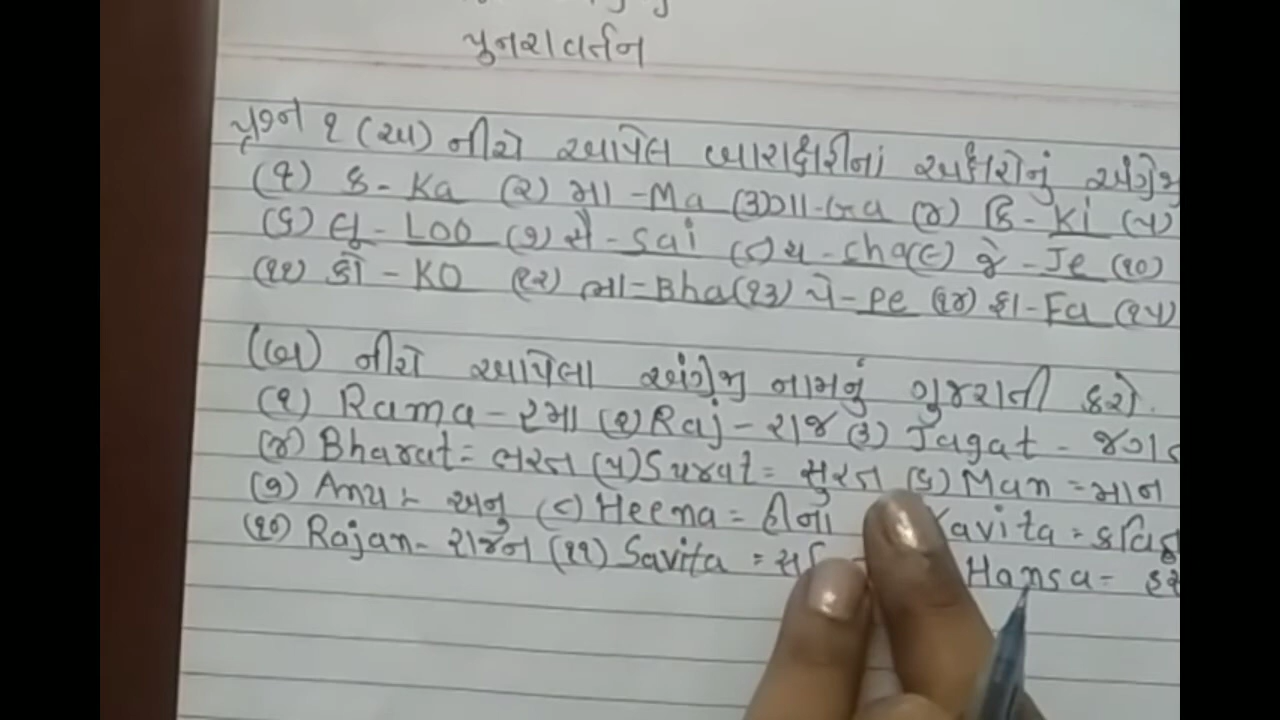 પુનરાવર્તન
પ્રશ્ન ૧ (અ) નીચે આપેલ બારાક્ષરીનાં અક્ષરોનું અંગ્રેજી
(૧) ક - Ka (૨) મા - Ma (૩) ગા - Ga (૪) કિ - Ki (૫)
(૬) લૂ - Loo (૭) સૈ - Sai (૮) ચ - Cha (૯) જે - Je (૧૦)
(૧૧) કો - KO (૧૨) ભા - Bha (૧૩) પે - Pe (૧૪) ફા - Fa (૧૫)
(બ) નીચે આપેલા અંગ્રેજી નામનું ગુજરાતી કરો.
(૧) Rama - રમા (૨) Raj - રાજ (૩) Jagat - જગત
(૪) Bharat = ભરત (૫) Surat = સુરત (૬) Man = માન
(૭) Anu = અનુ (૮) Heena = હીના Kavita = કવિ
(૧૦) Rajan - રાજન (૧૧) Savita = સવિ Hansa =